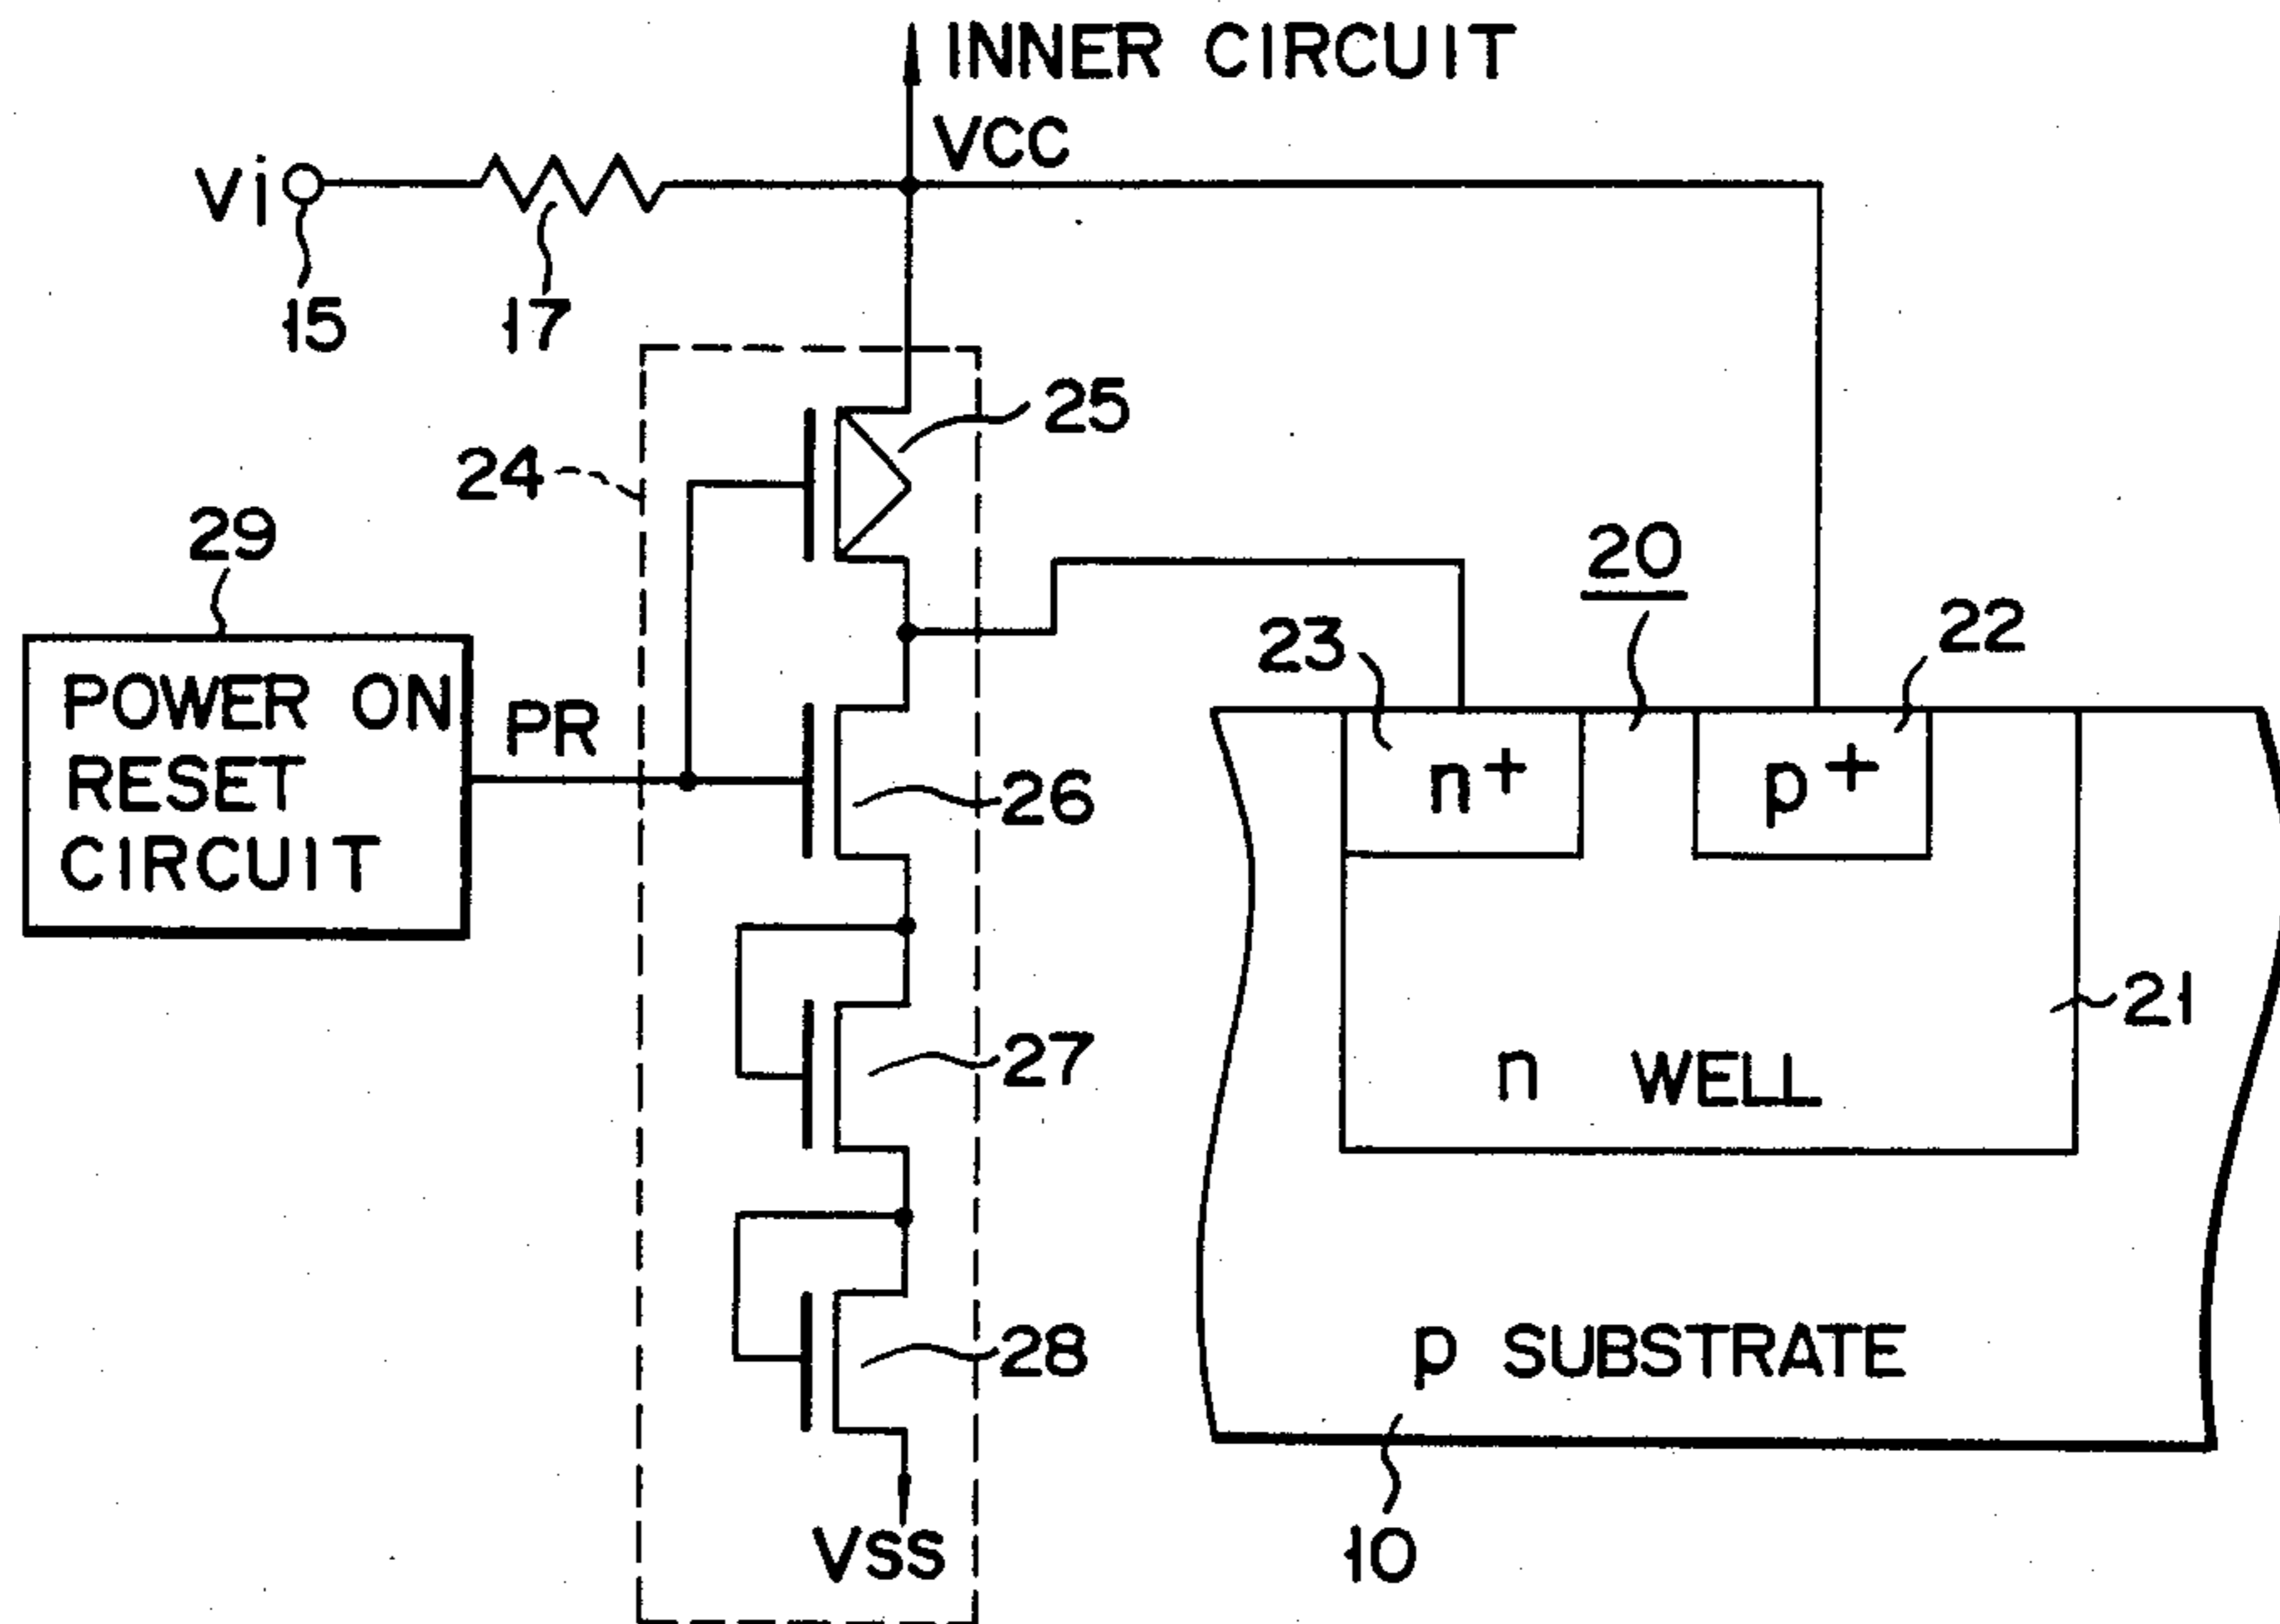 INNER CIRCUIT
VCC
Vi
15
17
25
24
29
20
23
22
POWER ON
RESET
CIRCUIT
PR
n+
p+
26
21
27
n WELL
28
p SUBSTRATE
VSS
10